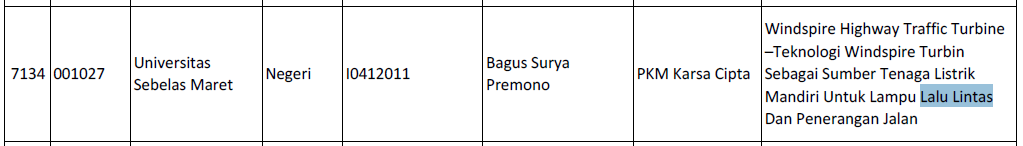 7134
001027
Universitas
Sebelas Maret
Negeri
I0412011
Bagus Surya
Premono
PKM Karsa Cipta
Windspire Highway Traffic Turbine
–Teknologi Windspire Turbin
Sebagai Sumber Tenaga Listrik
Mandiri Untuk Lampu Lalu Lintas
Dan Penerangan Jalan